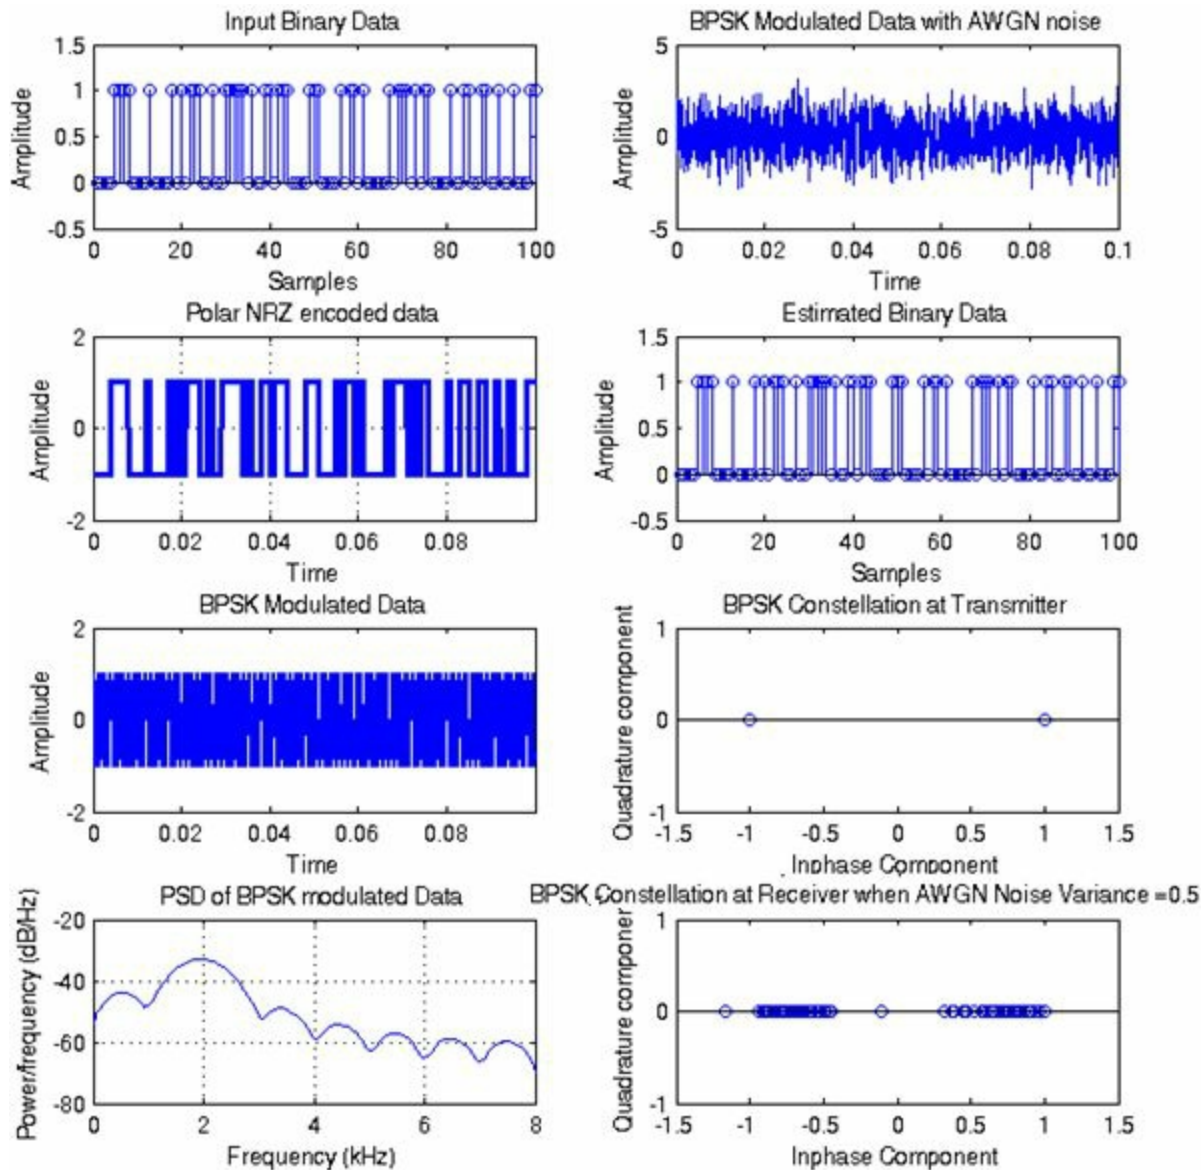 Input Binary Data
1.5
1
0.5
0
-0.5
Amplitude
0 20 40 60 80 100
Samples
BPSK Modulated Data with AWGN noise
5
0
-5
Amplitude
0 0.02 0.04 0.06 0.08 0.1
Time
Polar NRZ encoded data
2
1
0
-1
-2
Amplitude
0 0.02 0.04 0.06 0.08
Time
Estimated Binary Data
1.5
1
0.5
0
-0.5
Amplitude
0 20 40 60 80 100
Samples
BPSK Modulated Data
2
1
0
-1
-2
Amplitude
0 0.02 0.04 0.06 0.08
Time
BPSK Constellation at Transmitter
1
0
-1
Quadrature component
-1.5 -1 -0.5 0 0.5 1 1.5
Inphase Component
PSD of BPSK modulated Data
-20
-40
-60
-80
Power/frequency (dB/Hz)
0 2 4 6 8
Frequency (kHz)
BPSK Constellation at Receiver when AWGN Noise Variance =0.5
1
0
-1
Quadrature component
-1.5 -1 -0.5 0 0.5 1 1.5
Inphase Component